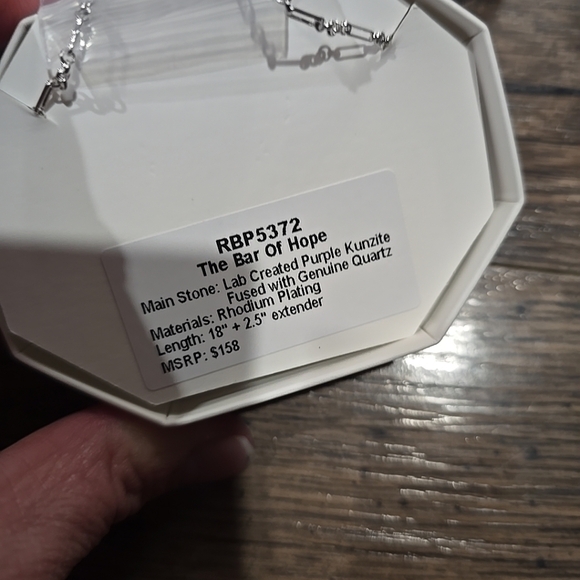 RBP5372
The Bar Of Hope
Main Stone: Lab Created Purple Kunzite
Fused with Genuine Quartz
Materials: Rhodium Plating
Length: 18" + 2.5" extender
MSRP: $158